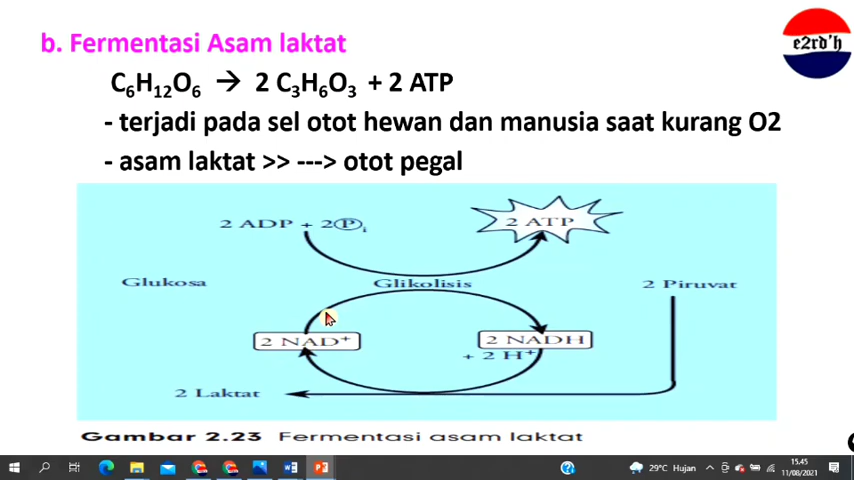 b. Fermentasi Asam laktat
e2rd'h
C₆H₁₂O₆ → 2 C₃H₆O₃ + 2 ATP
- terjadi pada sel otot hewan dan manusia saat kurang O2
- asam laktat >> ---> otot pegal
2 ADP + 2 Pi
2 ATP
Glukosa
Glikolisis
2 Piruvat
2 NAD⁺
2 NADH
+ 2 H⁺
2 Laktat
Gambar 2.23 Fermentasi asam laktat
29°C Hujan
15.45
11/08/2021